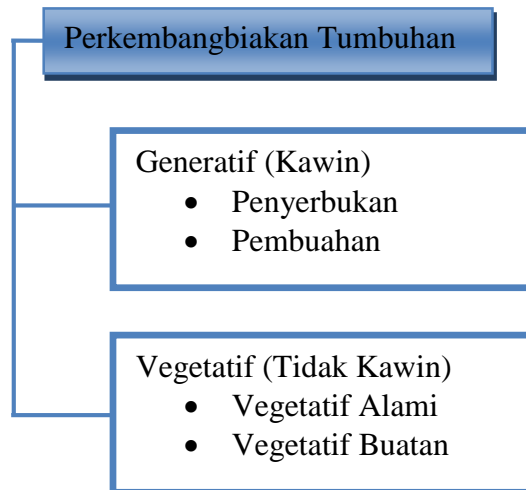 Perkembangbiakan Tumbuhan
Generatif (Kawin)
• Penyerbukan
• Pembuahan
Vegetatif (Tidak Kawin)
• Vegetatif Alami
• Vegetatif Buatan